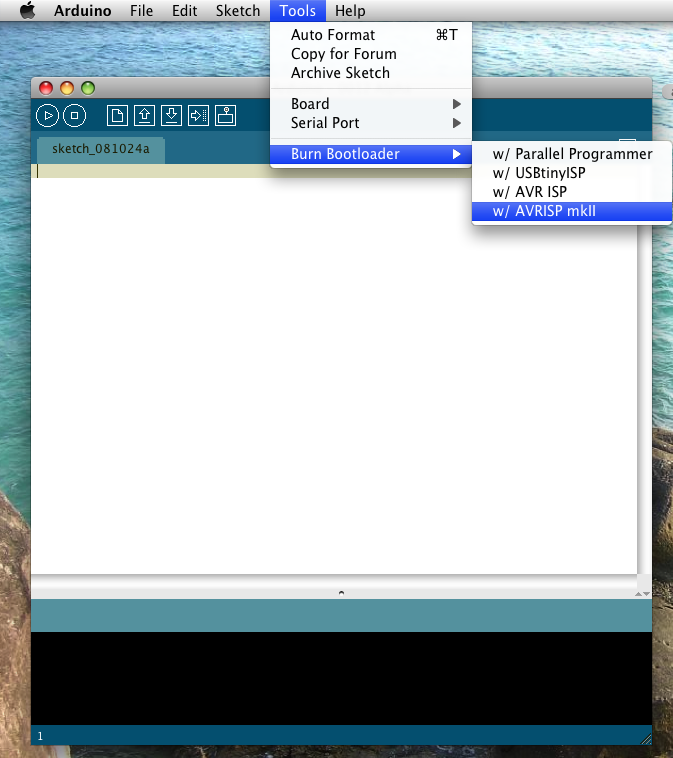 Arduino File Edit Sketch Tools Help
Auto Format ⌘T
Copy for Forum
Archive Sketch
Board
Serial Port
Burn Bootloader
w/ Parallel Programmer
w/ USBtinyISP
w/ AVR ISP
w/ AVRISP mkII
sketch_081024a
1